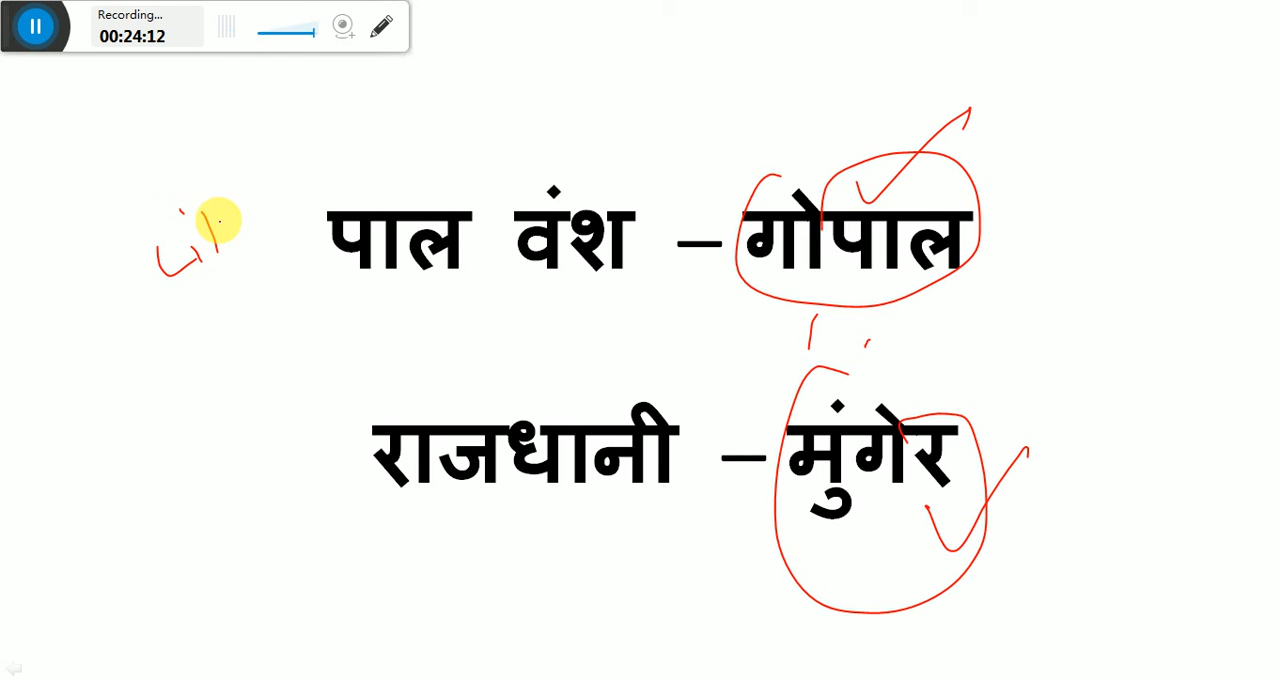 Recording...
00:24:12
पाल वंश – गोपाल
राजधानी – मुंगेर